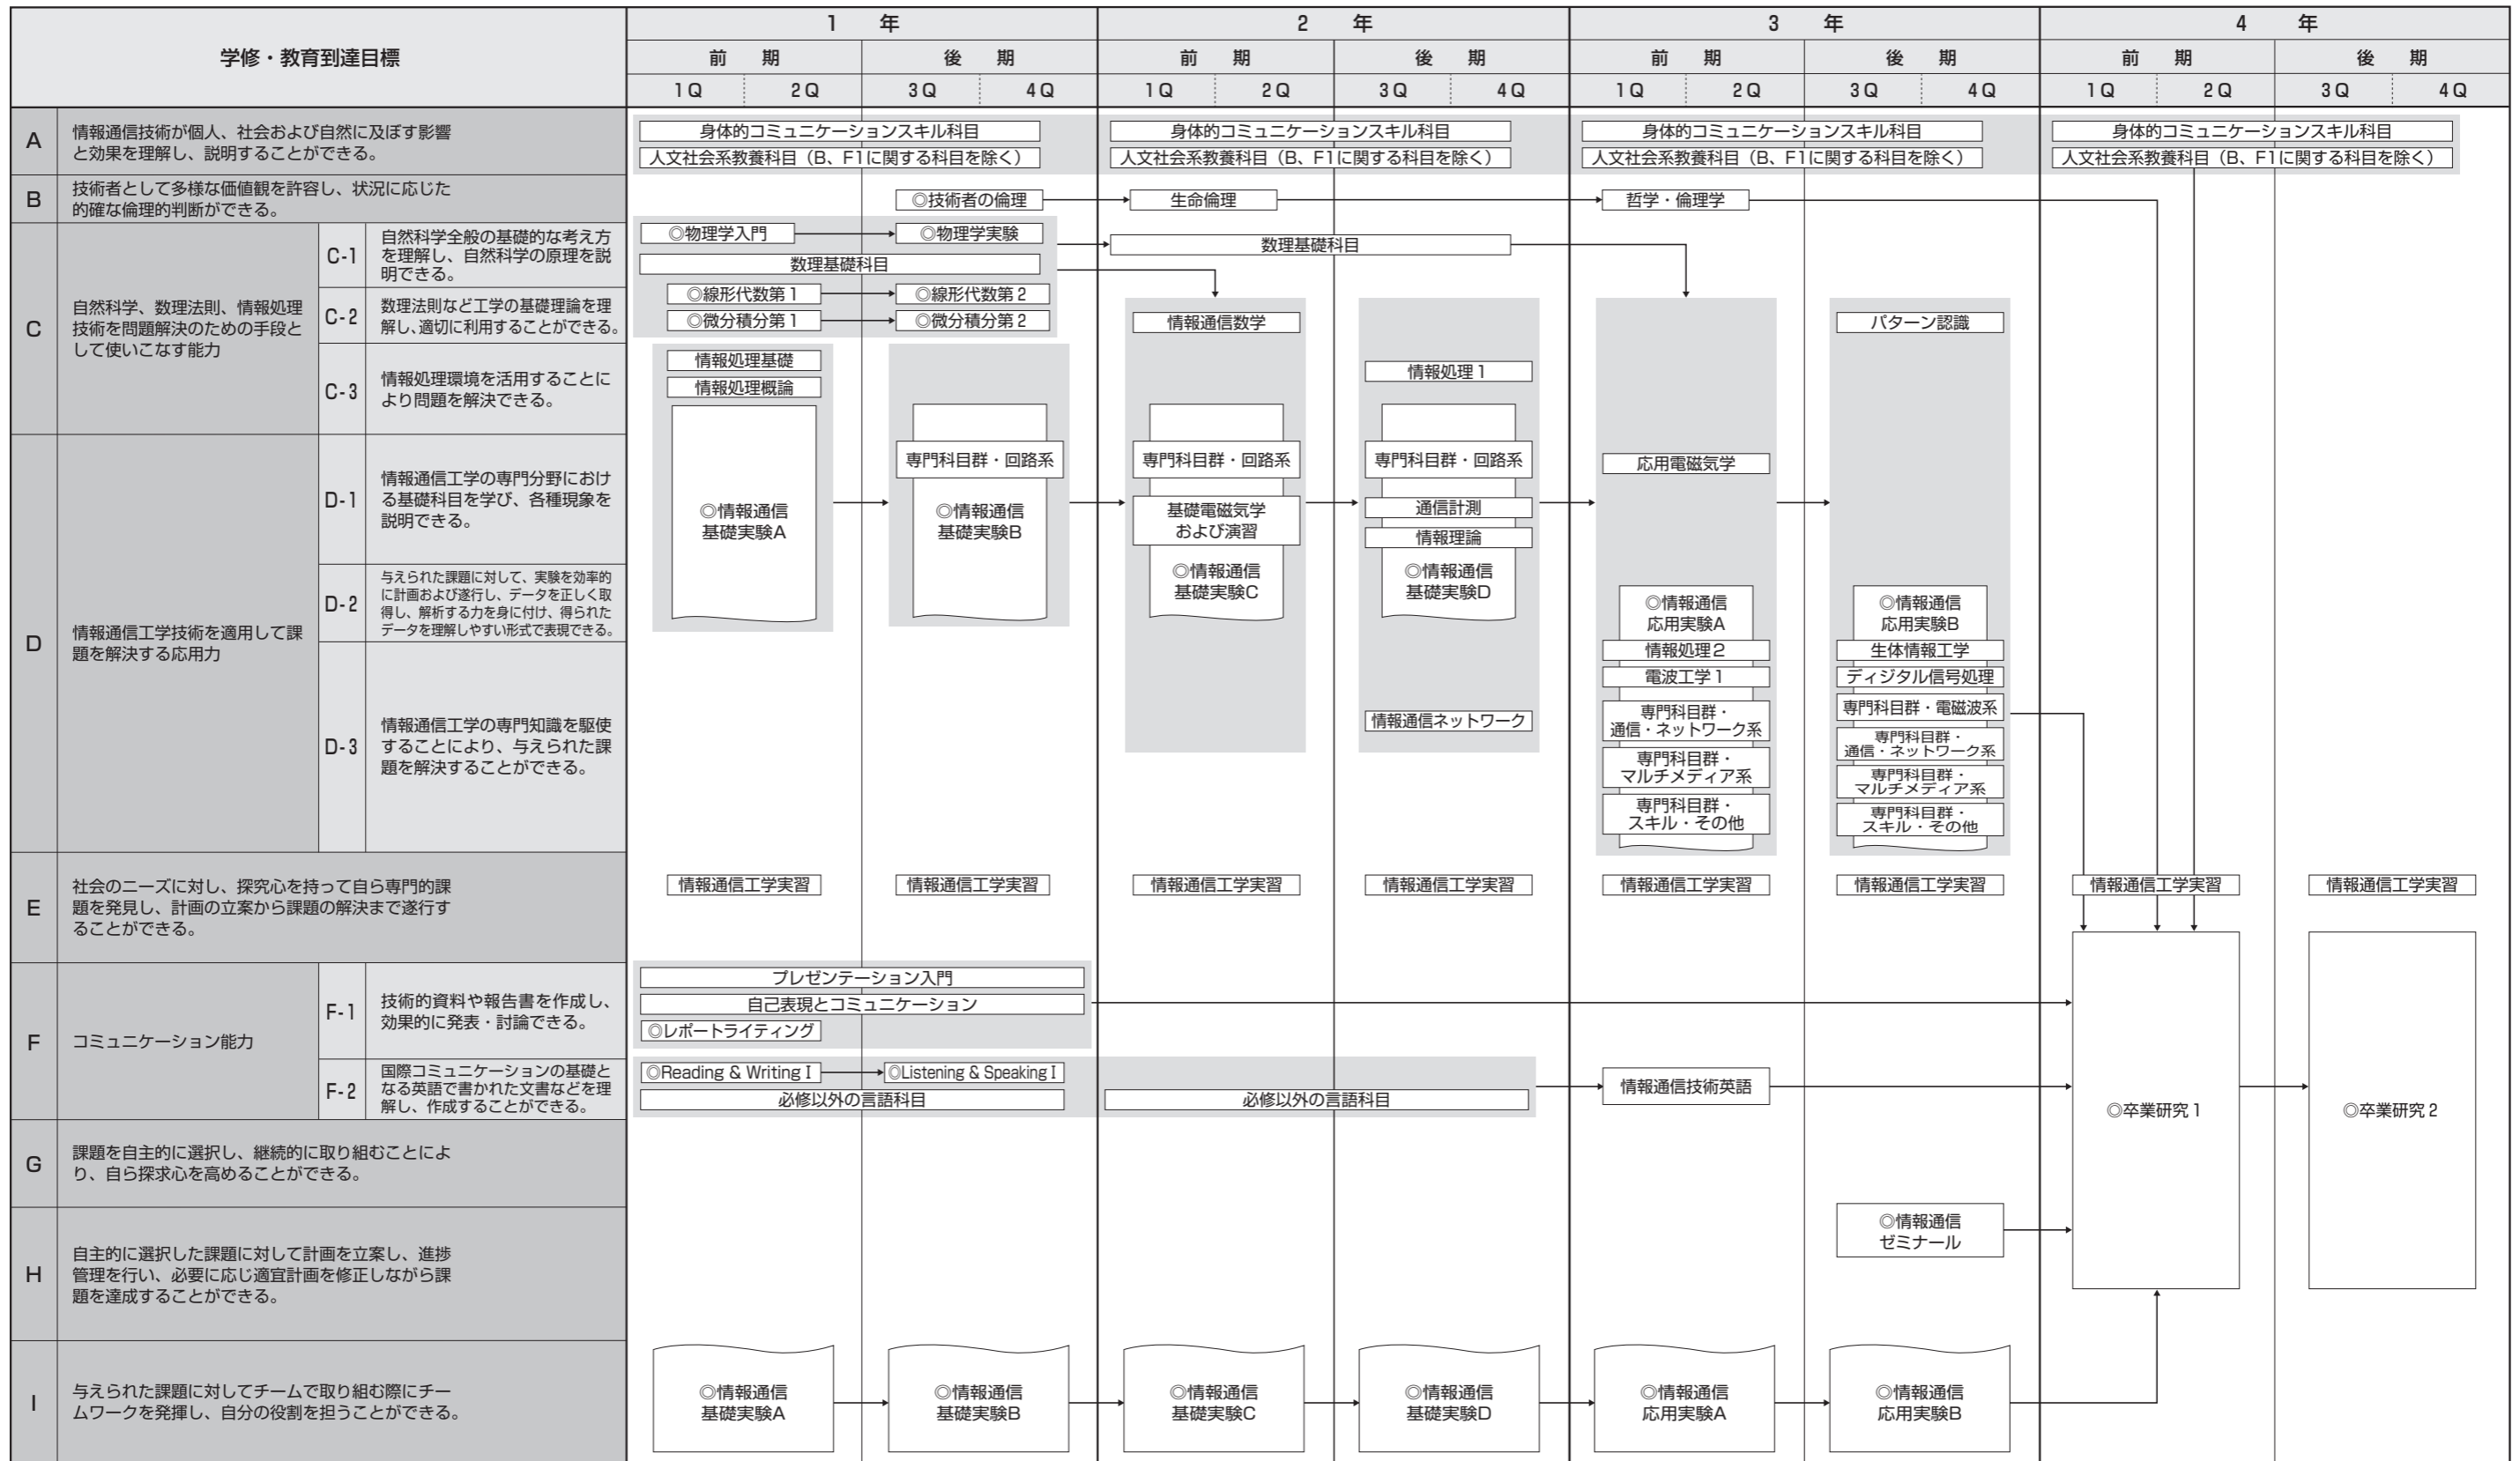 学修・教育到達目標
1 年
2 年
3 年
4 年
前 期
後 期
前 期
後 期
前 期
後 期
前 期
後 期
1Q
2Q
3Q
4Q
1Q
2Q
3Q
4Q
1Q
2Q
3Q
4Q
1Q
2Q
3Q
4Q
A
情報通信技術が個人、社会および自然に及ぼす影響
と効果を理解し、説明することができる。
身体的コミュニケーションスキル科目
身体的コミュニケーションスキル科目
身体的コミュニケーションスキル科目
身体的コミュニケーションスキル科目
人文社会系教養科目（B、F1に関する科目を除く）
人文社会系教養科目（B、F1に関する科目を除く）
人文社会系教養科目（B、F1に関する科目を除く）
人文社会系教養科目（B、F1に関する科目を除く）
B
技術者として多様な価値観を許容し、状況に応じた
的確な倫理的判断ができる。
◎技術者の倫理
生命倫理
哲学・倫理学
C
自然科学、数理法則、情報処理
技術を問題解決のための手段と
して使いこなす能力
C-1
自然科学全般の基礎的な考え方
を理解し、自然科学の原理を説
明できる。
◎物理学入門
◎物理学実験
数理基礎科目
数理基礎科目
C-2
数理法則など工学の基礎理論を理
解し、適切に利用することができる。
◎線形代数第1
◎線形代数第2
◎微分積分第1
◎微分積分第2
情報通信数学
パターン認識
C-3
情報処理環境を活用することに
より問題を解決できる。
情報処理基礎
情報処理概論
情報処理1
D
情報通信工学技術を適用して課
題を解決する応用力
D-1
情報通信工学の専門分野におけ
る基礎科目を学び、各種現象を
説明できる。
◎情報通信
基礎実験A
専門科目群・回路系
◎情報通信
基礎実験B
専門科目群・回路系
基礎電磁気学
および演習
◎情報通信
基礎実験C
専門科目群・回路系
通信計測
情報理論
◎情報通信
基礎実験D
応用電磁気学
D-2
与えられた課題に対して、実験を効率的
に計画および遂行し、データを正しく取
得し、解析する力を身に付け、得られた
データを理解しやすい形式で表現できる。
◎情報通信
応用実験A
◎情報通信
応用実験B
D-3
情報通信工学の専門知識を駆使
することにより、与えられた課
題を解決することができる。
情報通信ネットワーク
情報処理2
電波工学1
専門科目群・
通信・ネットワーク系
専門科目群・
マルチメディア系
専門科目群・
スキル・その他
生体情報工学
ディジタル信号処理
専門科目群・電磁波系
専門科目群・
通信・ネットワーク系
専門科目群・
マルチメディア系
専門科目群・
スキル・その他
E
社会のニーズに対し、探究心を持って自ら専門的課
題を発見し、計画の立案から課題の解決まで遂行す
ることができる。
情報通信工学実習
情報通信工学実習
情報通信工学実習
情報通信工学実習
情報通信工学実習
情報通信工学実習
情報通信工学実習
情報通信工学実習
F
コミュニケーション能力
F-1
技術的資料や報告書を作成し、
効果的に発表・討論できる。
プレゼンテーション入門
自己表現とコミュニケーション
◎レポートライティング
F-2
国際コミュニケーションの基礎と
なる英語で書かれた文書などを理
解し、作成することができる。
◎Reading & Writing I
◎Listening & Speaking I
必修以外の言語科目
必修以外の言語科目
情報通信技術英語
◎卒業研究1
◎卒業研究2
G
課題を自主的に選択し、継続的に取り組むことによ
り、自ら探求心を高めることができる。
H
自主的に選択した課題に対して計画を立案し、進捗
管理を行い、必要に応じ適宜計画を修正しながら課
題を達成することができる。
◎情報通信
ゼミナール
I
与えられた課題に対してチームで取り組む際にチー
ムワークを発揮し、自分の役割を担うことができる。
◎情報通信
基礎実験A
◎情報通信
基礎実験B
◎情報通信
基礎実験C
◎情報通信
基礎実験D
◎情報通信
応用実験A
◎情報通信
応用実験B